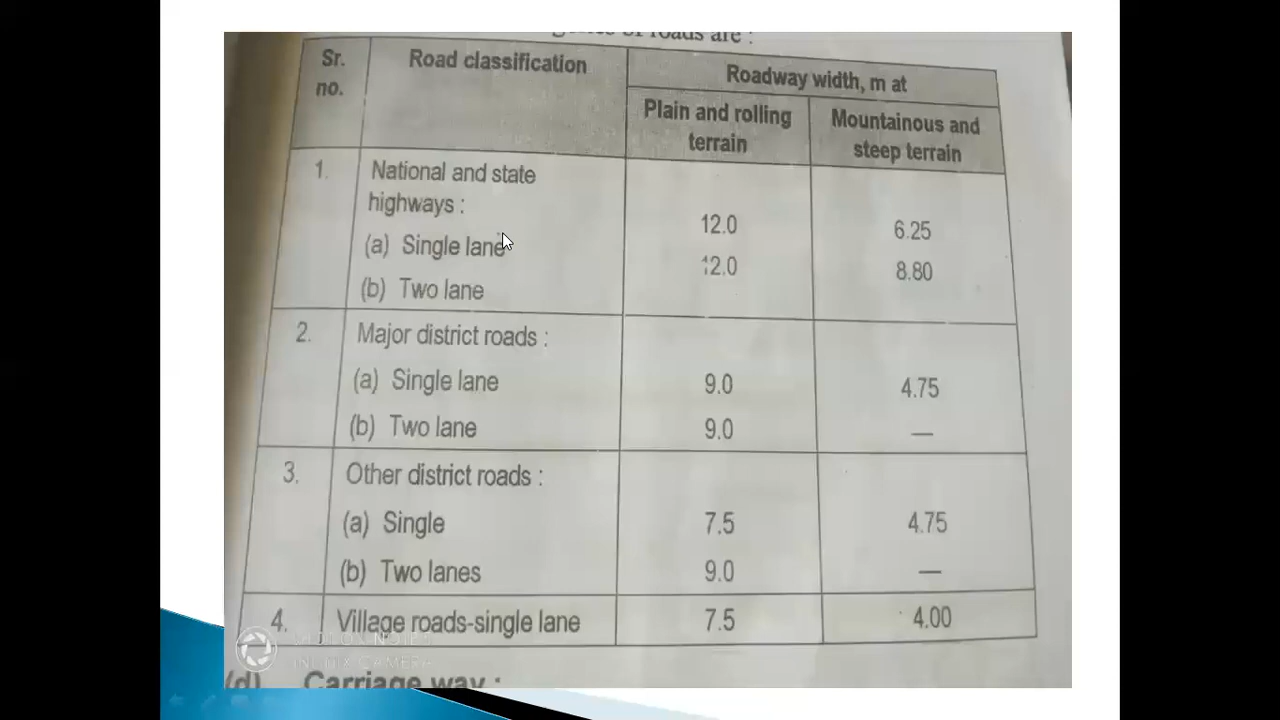 roads are :
Sr. no.
Road classification
Roadway width, m at
Plain and rolling terrain
Mountainous and steep terrain
1. National and state
highways :
(a) Single lane 12.0 6.25
(b) Two lane 12.0 8.80
2. Major district roads :
(a) Single lane 9.0 4.75
(b) Two lane 9.0 —
3. Other district roads :
(a) Single 7.5 4.75
(b) Two lanes 9.0 —
4. Village roads-single lane 7.5 4.00
(d) Carriage way :